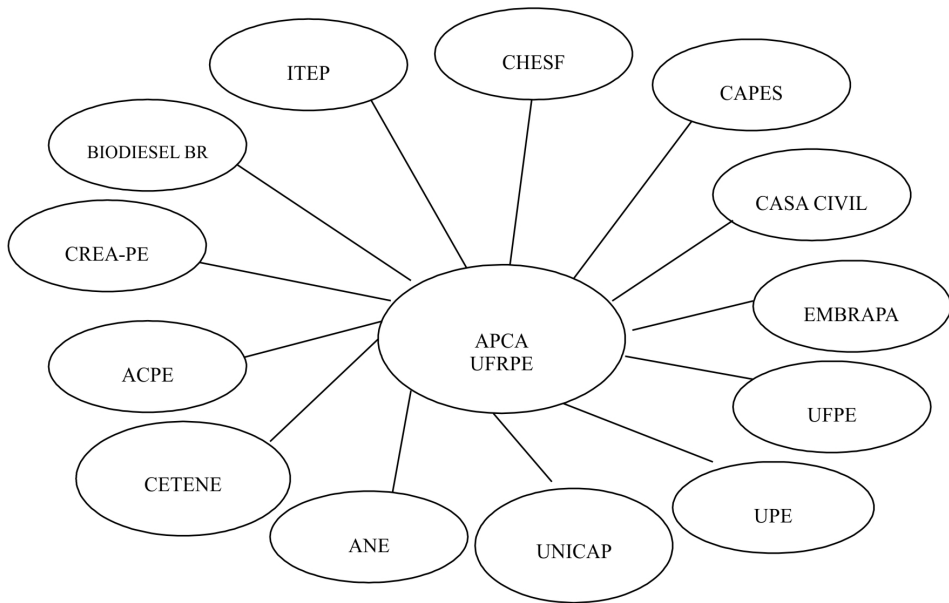 ITEP
CHESF
CAPES
BIODIESEL BR
CASA CIVIL
CREA-PE
EMBRAPA
APCA
UFRPE
ACPE
UFPE
CETENE
UPE
ANE
UNICAP